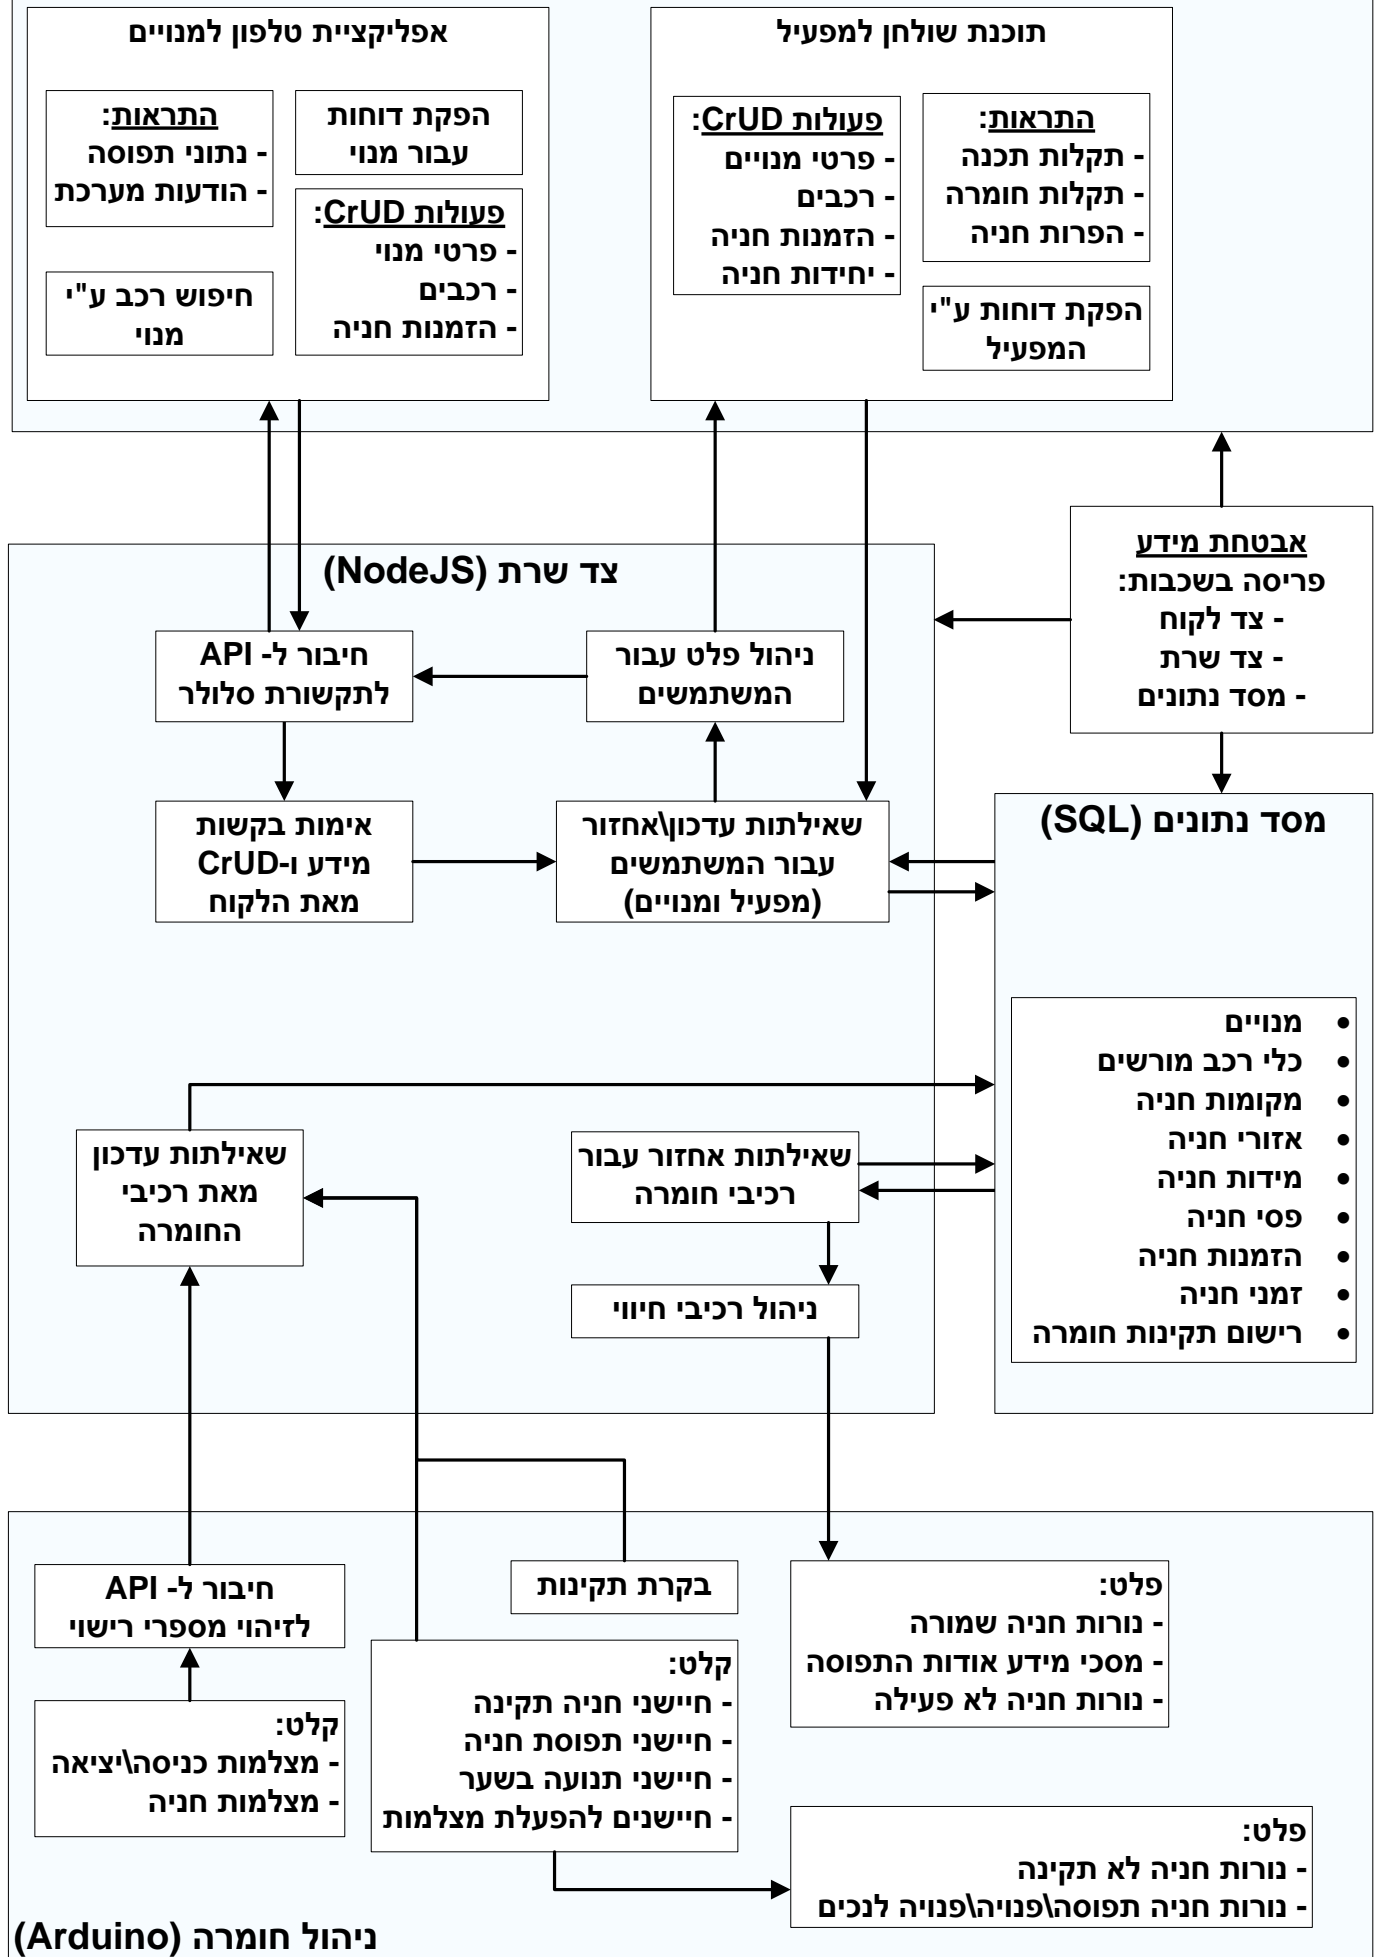 תוכנת שולחן למפעיל
התראות:
- תקלות תכנה
- תקלות חומרה
- הפרות חניה
פעולות CrUD:
- פרטי מנויים
- רכבים
- הזמנות חניה
- יחידות חניה
הפקת דוחות ע"י
המפעיל
אפליקציית טלפון למנויים
הפקת דוחות
עבור מנוי
התראות:
- נתוני תפוסה
- הודעות מערכת
פעולות CrUD:
- פרטי מנוי
- רכבים
- הזמנות חניה
חיפוש רכב ע"י
מנוי
אבטחת מידע
פריסה בשכבות:
- צד לקוח
- צד שרת
- מסד נתונים
צד שרת (NodeJS)
ניהול פלט עבור
המשתמשים
חיבור ל- API
לתקשורת סלולר
שאילתות עדכון\אחזור
עבור המשתמשים
(מפעיל ומנויים)
אימות בקשות
מידע ו-CrUD
מאת הלקוח
מסד נתונים (SQL)
• מנויים
• כלי רכב מורשים
• מקומות חניה
• אזורי חניה
• מידות חניה
• פסי חניה
• הזמנות חניה
• זמני חניה
• רישום תקינות חומרה
שאילתות אחזור עבור
רכיבי חומרה
שאילתות עדכון
מאת רכיבי
החומרה
ניהול רכיבי חיווי
פלט:
- נורות חניה שמורה
- מסכי מידע אודות התפוסה
- נורות חניה לא פעילה
בקרת תקינות
חיבור ל- API
לזיהוי מספרי רישוי
קלט:
- חיישני חניה תקינה
- חיישני תפוסת חניה
- חיישני תנועה בשער
- חיישנים להפעלת מצלמות
קלט:
- מצלמות כניסה\יציאה
- מצלמות חניה
פלט:
- נורות חניה לא תקינה
- נורות חניה תפוסה\פנויה\פנויה לנכים
ניהול חומרה (Arduino)